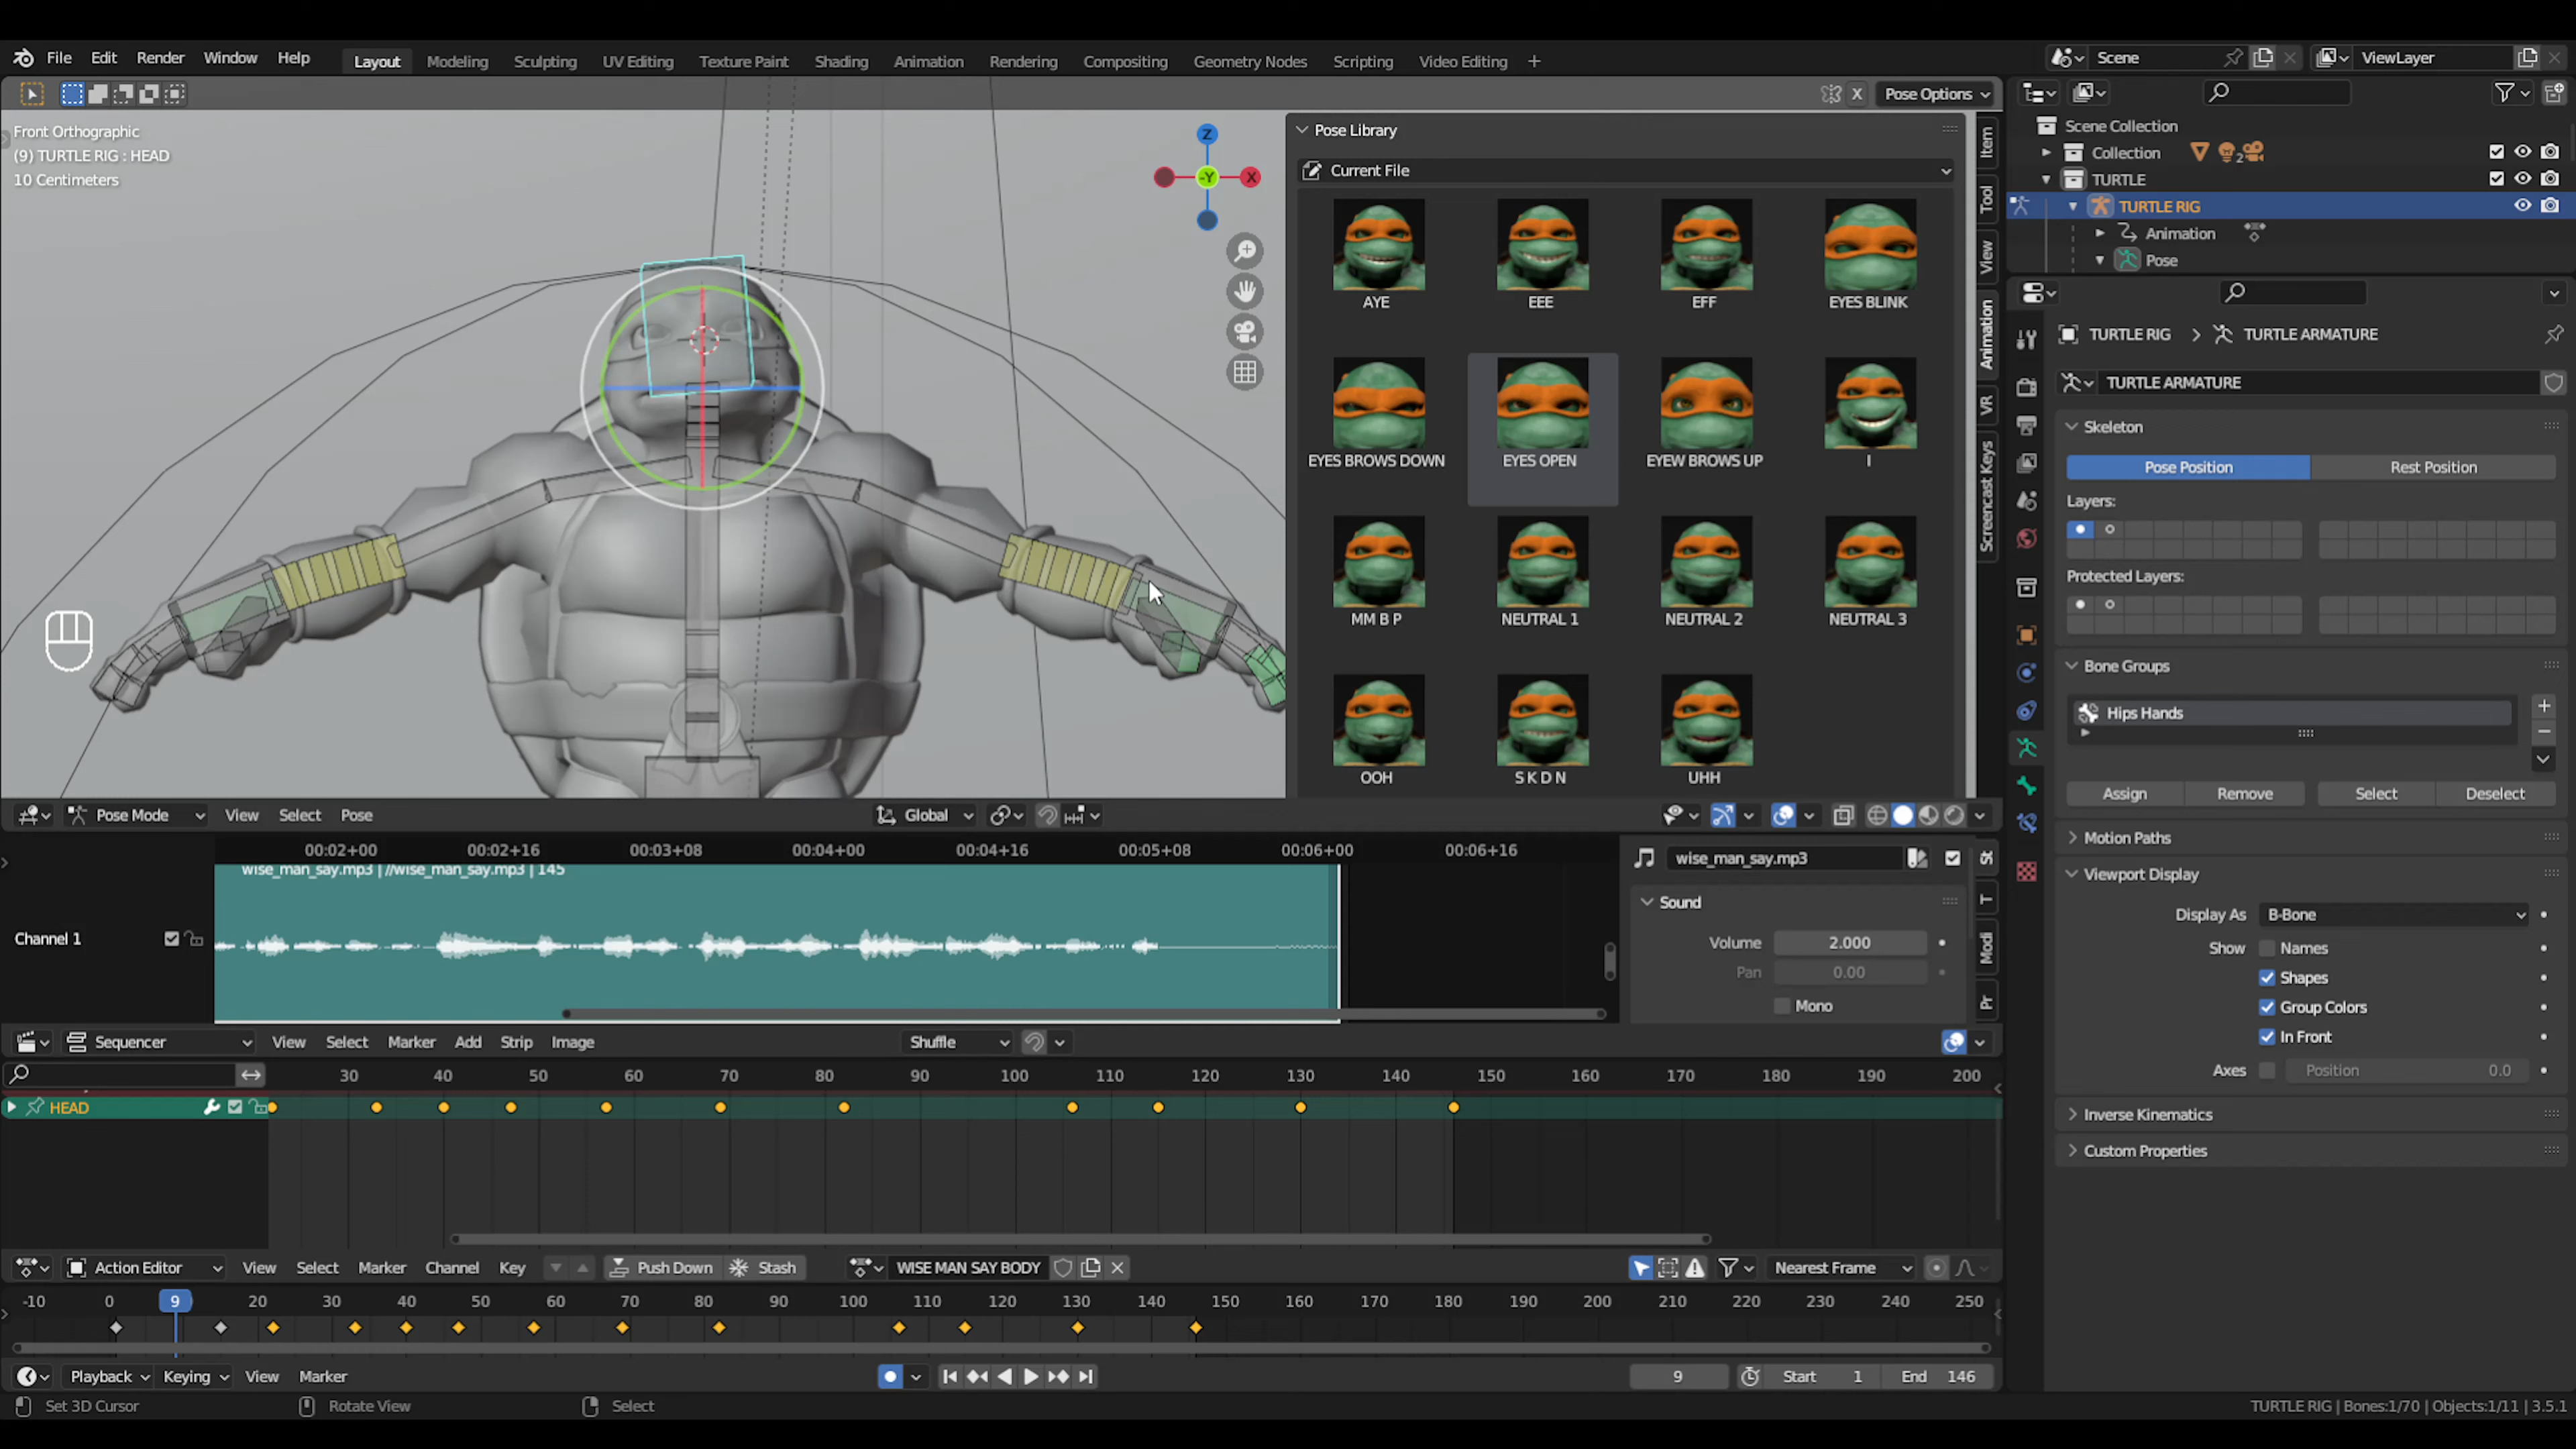 File Edit Render Window Help Layout Modeling Sculpting UV Editing Texture Paint Shading Animation Rendering Compositing Geometry Nodes Scripting Video Editing + Scene ViewLayer
X Pose Options
Front Orthographic
(9) TURTLE RIG : HEAD
10 Centimeters
Z
-Y
X
Pose Library
Current File
AYE EEE EFF EYES BLINK
EYES BROWS DOWN EYES OPEN EYEW BROWS UP I
MM B P NEUTRAL 1 NEUTRAL 2 NEUTRAL 3
OOH S K D N UHH
Item
Tool
View
Animation
VR
Screencast Keys
Pose Mode View Select Pose Global
Scene Collection
Collection 2
TURTLE
TURTLE RIG
Animation
Pose
TURTLE RIG > TURTLE ARMATURE
TURTLE ARMATURE
Skeleton
Pose Position Rest Position
Layers:
Protected Layers:
Bone Groups
Hips Hands
Assign Remove Select Deselect
Motion Paths
Viewport Display
Display As B-Bone
Show Names
Shapes
Group Colors
In Front
Axes Position 0.0
Inverse Kinematics
Custom Properties
00:02+00 00:02+16 00:03+08 00:04+00 00:04+16 00:05+08 00:06+00 00:06+16
wise_man_say.mp3 | //wise_man_say.mp3 | 145
Channel 1
wise_man_say.mp3
Sound
Volume 2.000
Pan 0.00
Mono
T
Modi
Pr
Sequencer View Select Marker Add Strip Image Shuffle
30 40 50 60 70 80 90 100 110 120 130 140 150 160 170 180 190 200
HEAD
Action Editor View Select Marker Channel Key Push Down Stash WISE MAN SAY BODY Nearest Frame
-10 0 9 20 30 40 50 60 70 80 90 100 110 120 130 140 150 160 170 180 190 200 210 220 230 240 250
Playback Keying View Marker 9 Start 1 End 146
Set 3D Cursor Rotate View Select TURTLE RIG | Bones:1/70 | Objects:1/11 | 3.5.1